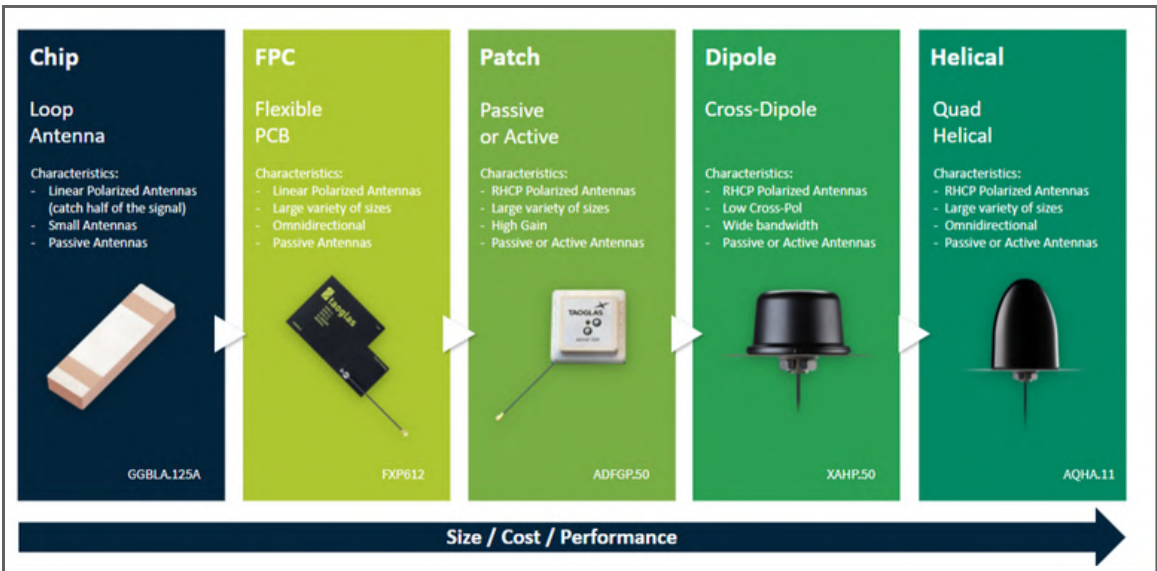 Chip
Loop
Antenna
Characteristics:
- Linear Polarized Antennas
(catch half of the signal)
- Small Antennas
- Passive Antennas
GGBLA.125A
FPC
Flexible
PCB
Characteristics:
- Linear Polarized Antennas
- Large variety of sizes
- Omnidirectional
- Passive Antennas
taoglas
FXP612
Patch
Passive
or Active
Characteristics:
- RHCP Polarized Antennas
- Large variety of sizes
- High Gain
- Passive or Active Antennas
TAOGLAS
ADFGP.50
Dipole
Cross-Dipole
Characteristics:
- RHCP Polarized Antennas
- Low Cross-Pol
- Wide bandwidth
- Passive or Active Antennas
XAHP.50
Helical
Quad
Helical
Characteristics:
- RHCP Polarized Antennas
- Large variety of sizes
- Omnidirectional
- Passive or Active Antennas
AQHA.11
Size / Cost / Performance